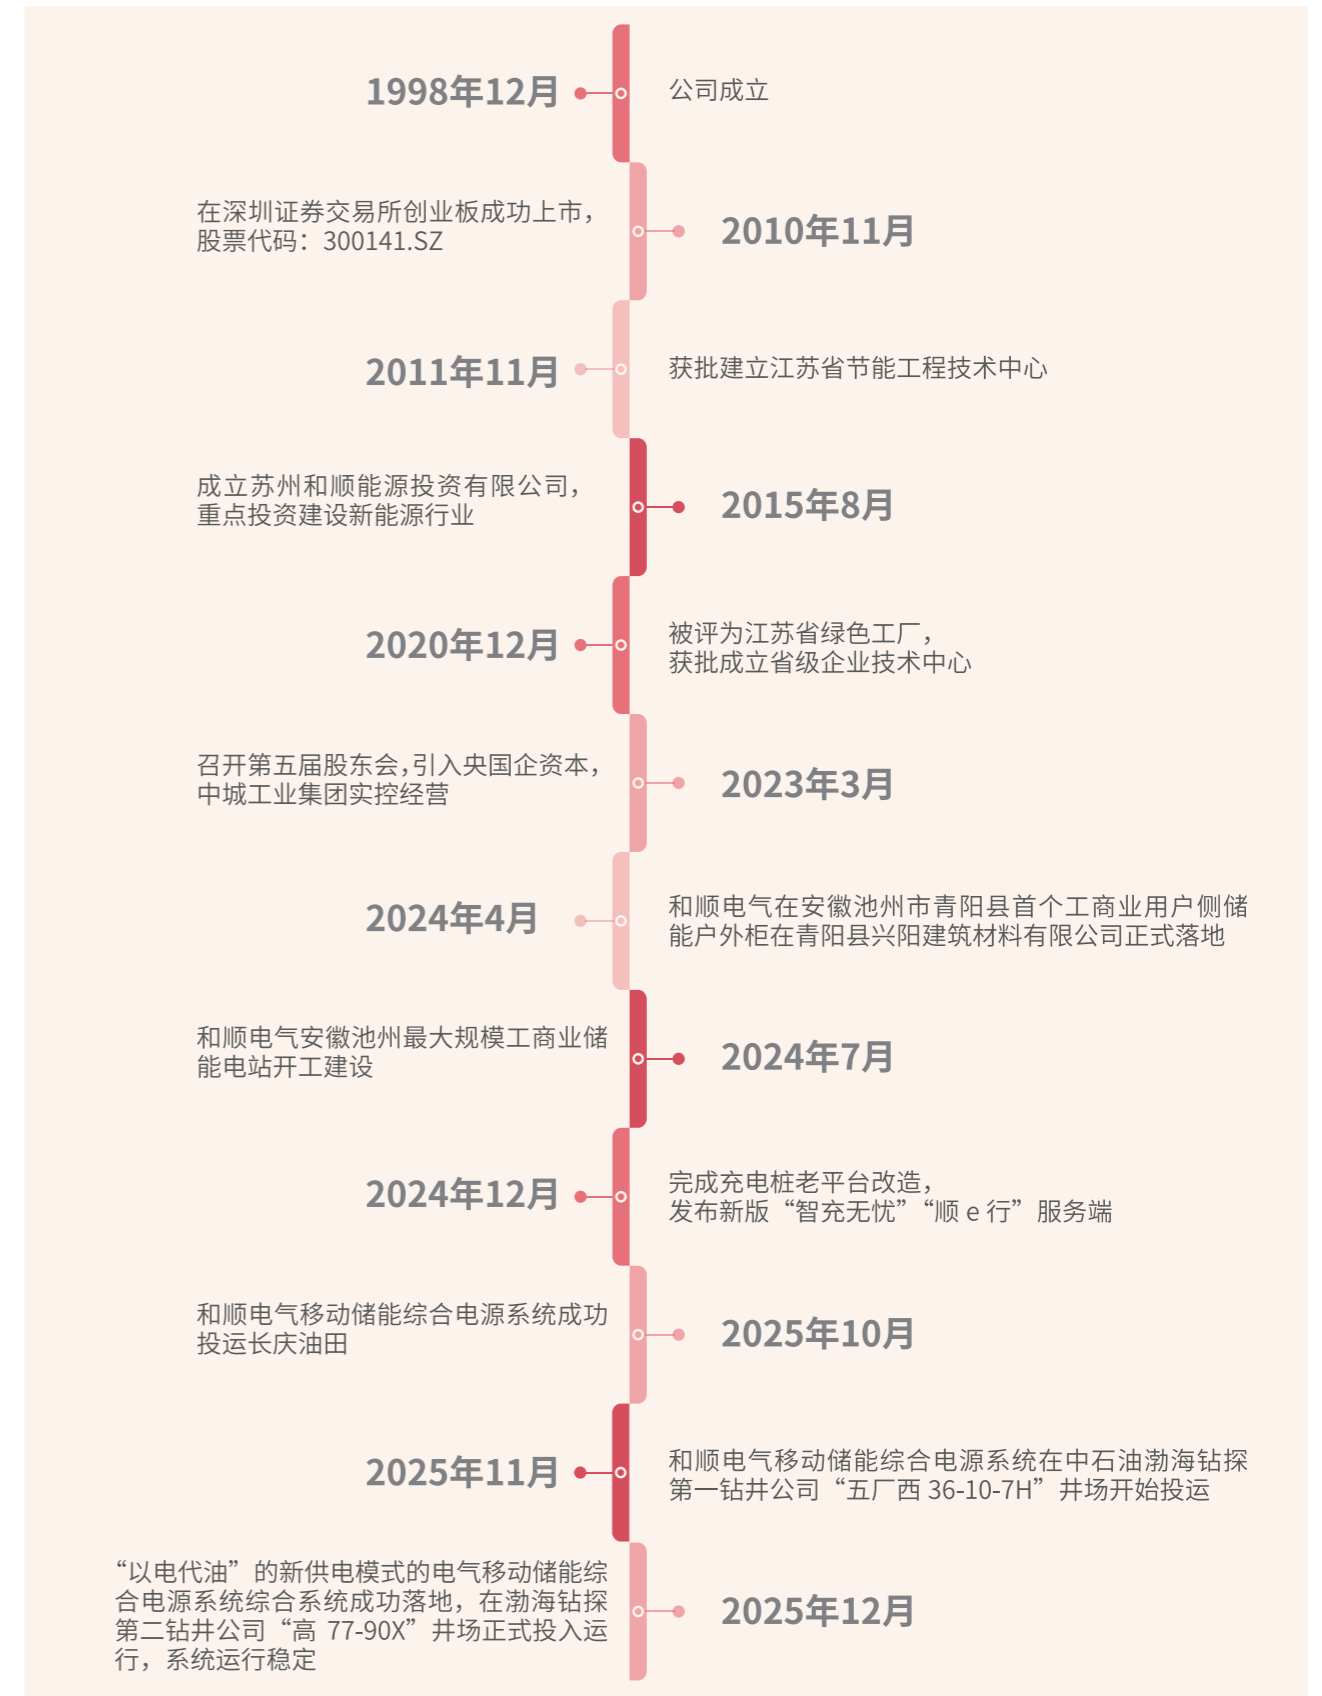 1998年12月
公司成立
在深圳证券交易所创业板成功上市，
股票代码：300141.SZ
2010年11月
2011年11月
获批建立江苏省节能工程技术中心
成立苏州和顺能源投资有限公司，
重点投资建设新能源行业
2015年8月
2020年12月
被评为江苏省绿色工厂，
获批成立省级企业技术中心
召开第五届股东会，引入央国企资本，
中城工业集团实控经营
2023年3月
2024年4月
和顺电气在安徽池州市青阳县首个工商业用户侧储
能户外柜在青阳县兴阳建筑材料有限公司正式落地
和顺电气安徽池州最大规模工商业储
能电站开工建设
2024年7月
2024年12月
完成充电桩老平台改造，
发布新版“智充无忧”“顺 e 行”服务端
和顺电气移动储能综合电源系统成功
投运长庆油田
2025年10月
2025年11月
和顺电气移动储能综合电源系统在中石油渤海钻探
第一钻井公司“五厂西 36-10-7H”井场开始投运
“以电代油”的新供电模式的电气移动储能综
合电源系统综合系统成功落地，在渤海钻探
第二钻井公司“高 77-90X”井场正式投入运
行，系统运行稳定
2025年12月